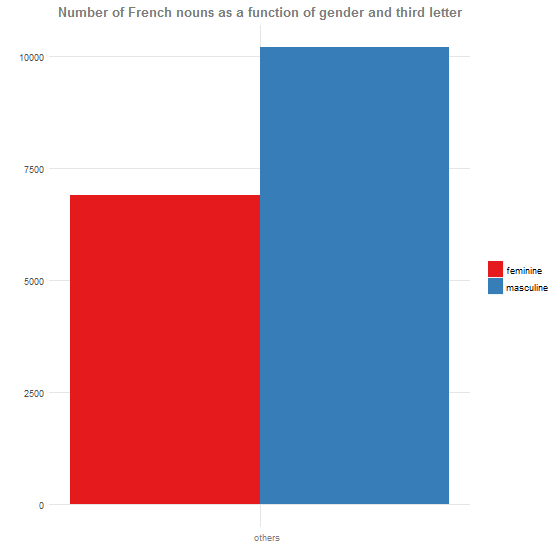 Number of French nouns as a function of gender and third letter
10000
7500
5000
2500
0
others
feminine
masculine